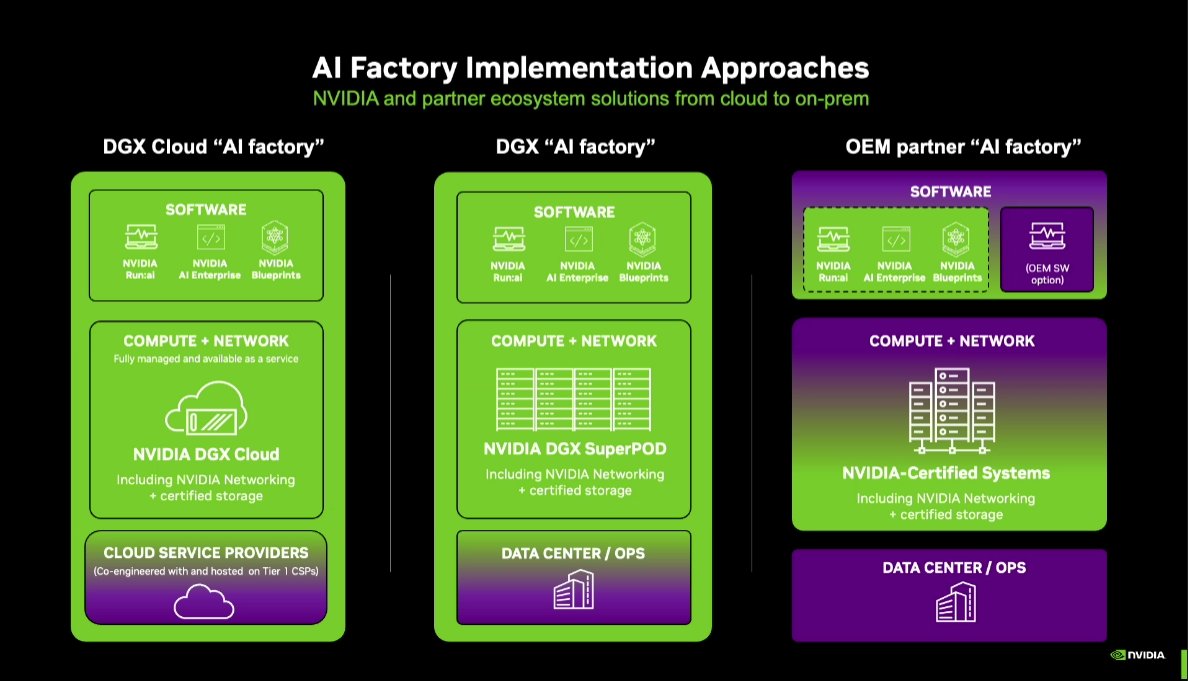 AI Factory Implementation Approaches
NVIDIA and partner ecosystem solutions from cloud to on-prem
DGX Cloud “AI factory”
SOFTWARE
NVIDIA
Run:ai
NVIDIA
AI Enterprise
NVIDIA
Blueprints
COMPUTE + NETWORK
Fully managed and available as a service
NVIDIA DGX Cloud
Including NVIDIA Networking
+ certified storage
CLOUD SERVICE PROVIDERS
(Co-engineered with and hosted on Tier 1 CSPs)
DGX “AI factory”
SOFTWARE
NVIDIA
Run:ai
NVIDIA
AI Enterprise
NVIDIA
Blueprints
COMPUTE + NETWORK
NVIDIA DGX SuperPOD
Including NVIDIA Networking
+ certified storage
DATA CENTER / OPS
OEM partner “AI factory”
SOFTWARE
NVIDIA
Run:ai
NVIDIA
AI Enterprise
NVIDIA
Blueprints
(OEM SW
option)
COMPUTE + NETWORK
NVIDIA-Certified Systems
Including NVIDIA Networking
+ certified storage
DATA CENTER / OPS
NVIDIA